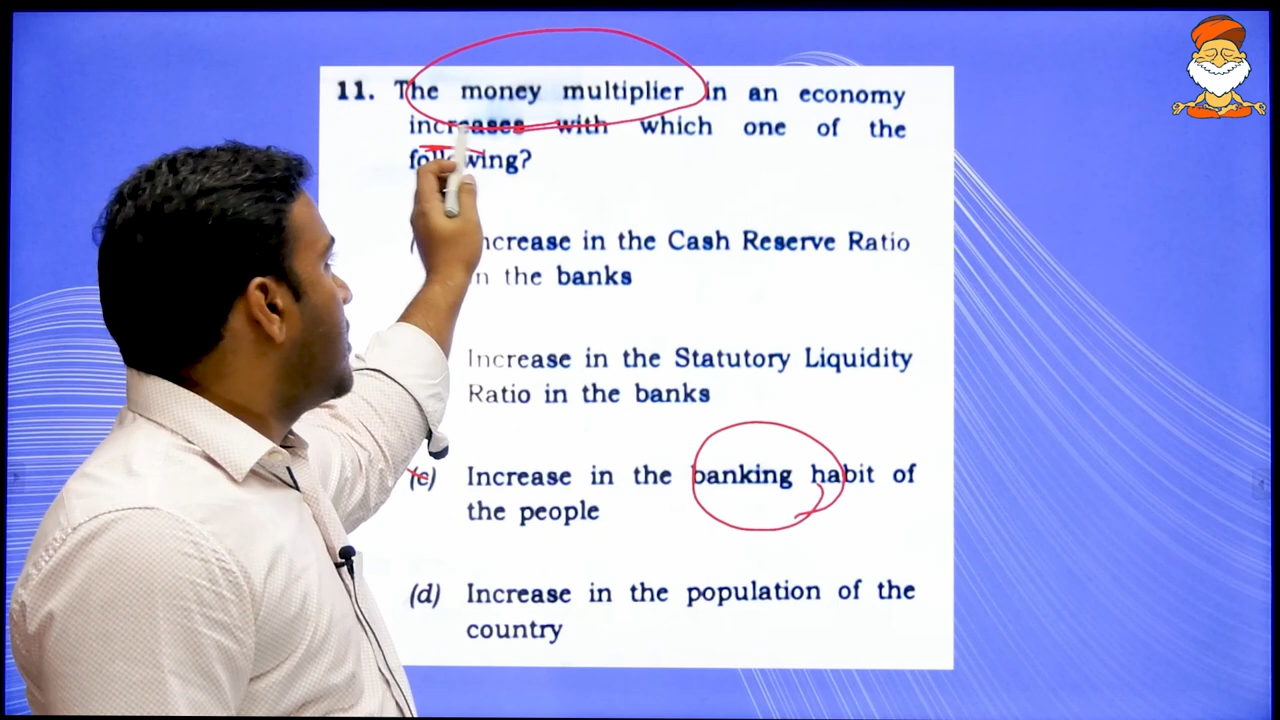 11. The money multiplier in an economy
increases with which one of the
following?
increase in the Cash Reserve Ratio
in the banks
Increase in the Statutory Liquidity
Ratio in the banks
(c) Increase in the banking habit of
the people
(d) Increase in the population of the
country